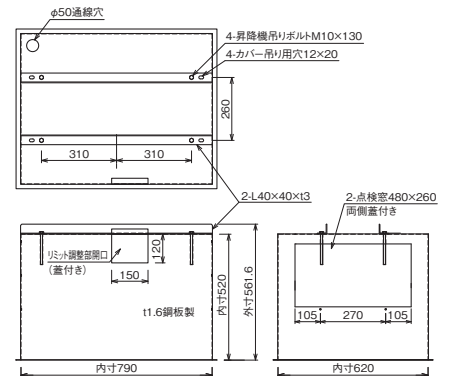 φ50通線穴
4-昇降機吊りボルトM10×130
4-カバー吊り用穴12×20
260
310
310
2-L40×40×t3
2-点検窓480×260
両側蓋付き
リミット調整部開口
(蓋付き)
120
150
t1.6鋼板製
内寸520
外寸561.6
105
270
105
内寸790
内寸620